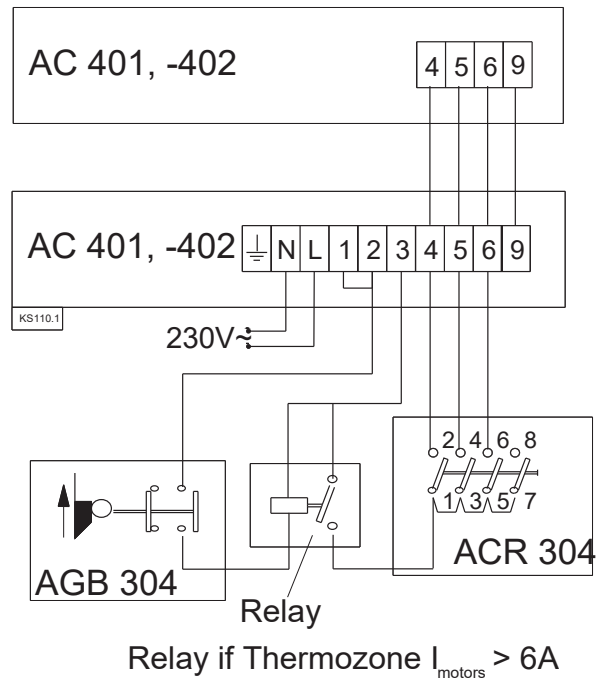 AC 401, -402
4 5 6 9
AC 401, -402
N L 1 2 3 4 5 6 9
KS110.1
230V~
2 4 6 8
1 3 5 7
AGB 304
ACR 304
Relay
Relay if Thermozone I motors > 6A